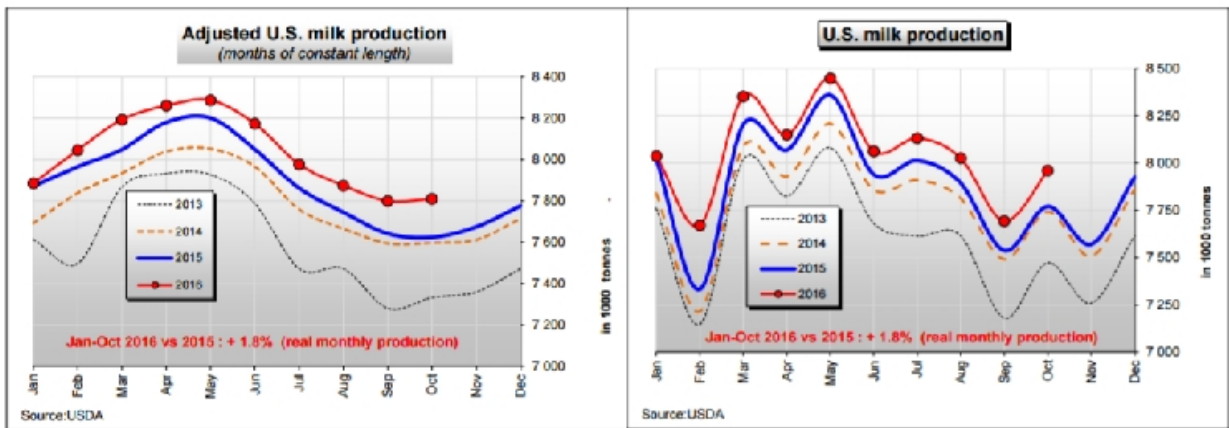 Adjusted U.S. milk production
(months of constant length)
8 400
8 200
8 000
7 800
7 600
7 400
7 200
7 000
in 1000 tonnes
2013
2014
2015
2016
Jan-Oct 2016 vs 2015 : + 1.8% (real monthly production)
Jan
Feb
Mar
Apr
May
Jun
Jul
Aug
Sep
Oct
Nov
Dec
Source:USDA
U.S. milk production
8 500
8 250
8 000
7 750
7 500
7 250
7 000
in 1000 tonnes
2013
2014
2015
2016
Jan-Oct 2016 vs 2015 : + 1.8% (real monthly production)
Jan
Feb
Mar
Apr
May
Jun
Jul
Aug
Sep
Oct
Nov
Dec
Source:USDA